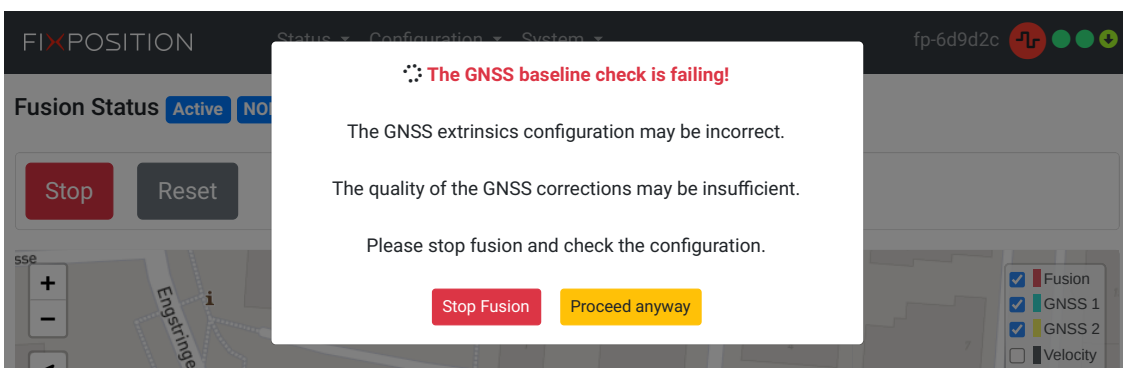 FIXPOSITION Status Configuration System fp-6d9d2c
The GNSS baseline check is failing!
Fusion Status Active NO
The GNSS extrinsics configuration may be incorrect.
Stop Reset
The quality of the GNSS corrections may be insufficient.
Please stop fusion and check the configuration.
sse
+
Engstringe
i
Fusion
GNSS 1
Stop Fusion Proceed anyway
−
GNSS 2
Velocity